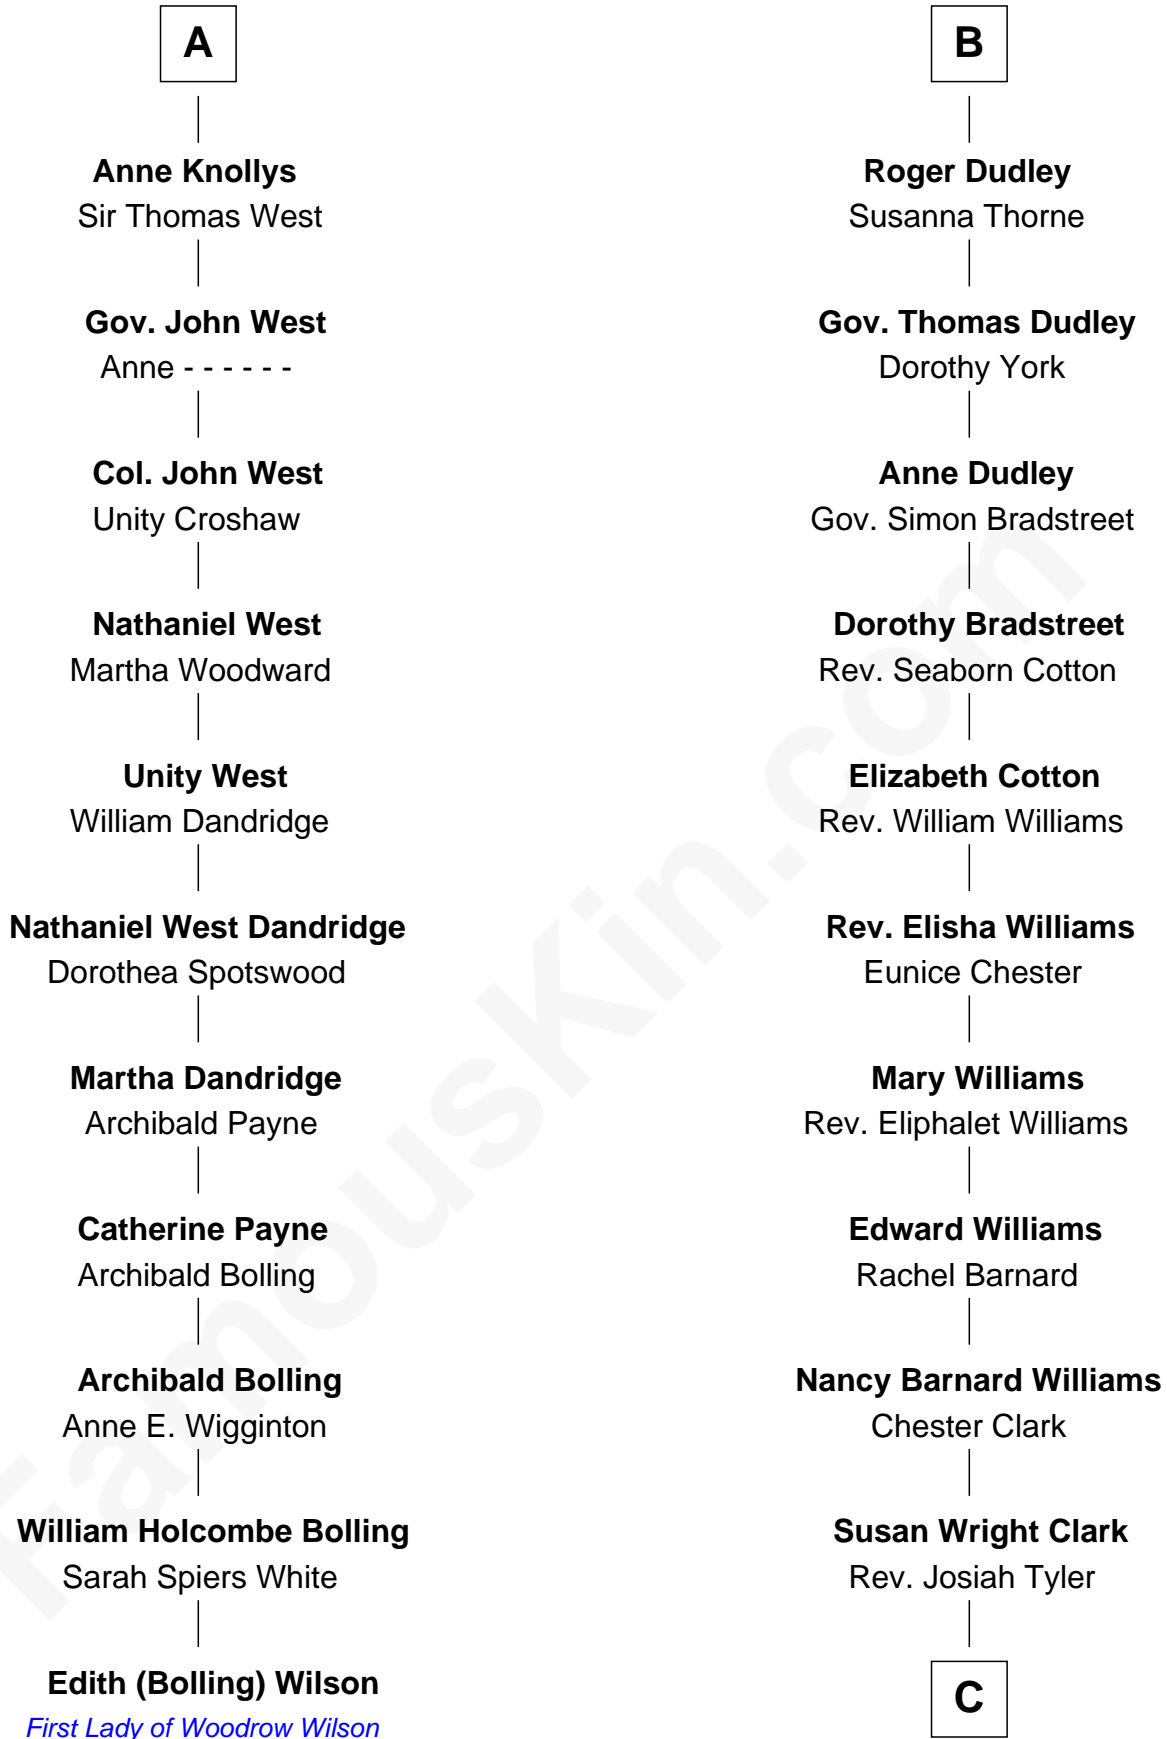 A
Anne Knollys
Sir Thomas West
Gov. John West
Anne - - - - - -
Col. John West
Unity Croshaw
Nathaniel West
Martha Woodward
Unity West
William Dandridge
Nathaniel West Dandridge
Dorothea Spotswood
Martha Dandridge
Archibald Payne
Catherine Payne
Archibald Bolling
Archibald Bolling
Anne E. Wigginton
William Holcombe Bolling
Sarah Spiers White
Edith (Bolling) Wilson
First Lady of Woodrow Wilson
B
Roger Dudley
Susanna Thorne
Gov. Thomas Dudley
Dorothy York
Anne Dudley
Gov. Simon Bradstreet
Dorothy Bradstreet
Rev. Seaborn Cotton
Elizabeth Cotton
Rev. William Williams
Rev. Elisha Williams
Eunice Chester
Mary Williams
Rev. Eliphalet Williams
Edward Williams
Rachel Barnard
Nancy Barnard Williams
Chester Clark
Susan Wright Clark
Rev. Josiah Tyler
C
FamousKin.com